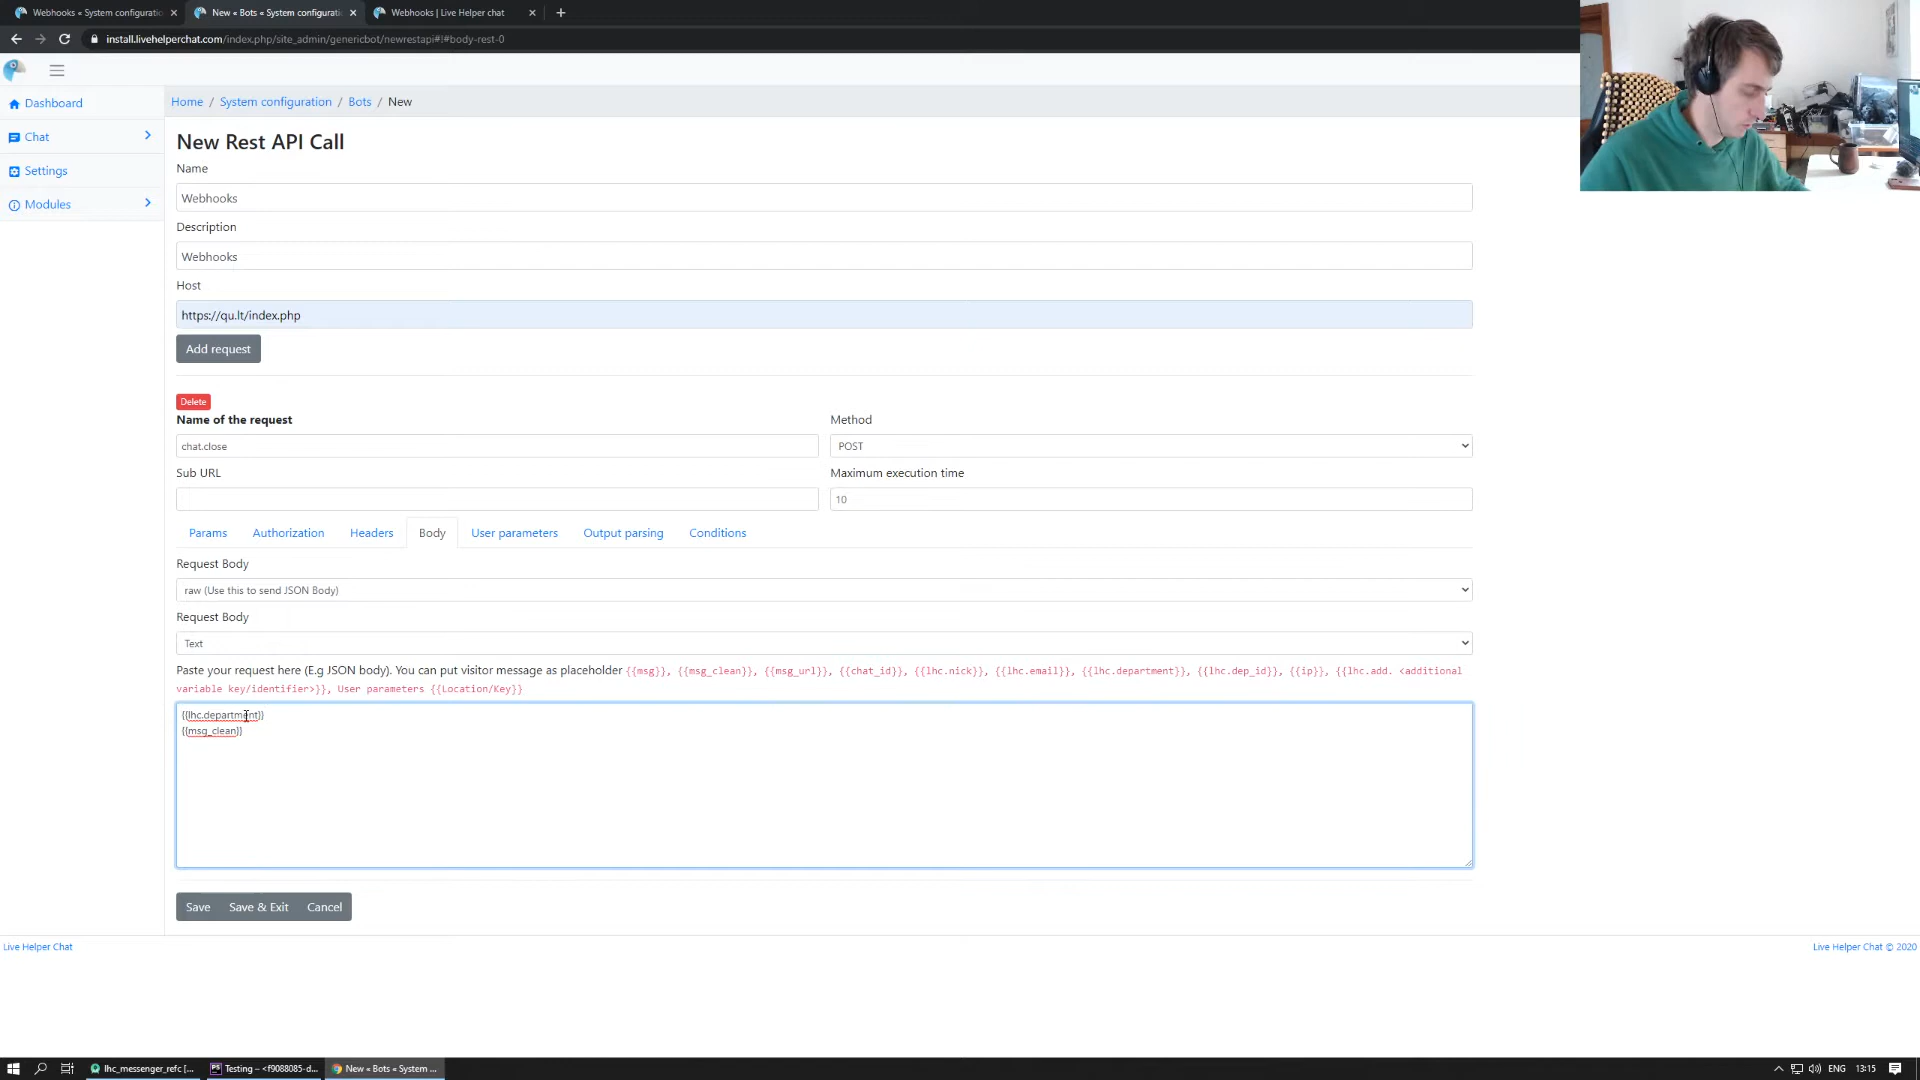 Webhooks « System configuratio
New « Bots « System configurati
Webhooks | Live Helper chat
install.livehelperchat.com/index.php/site_admin/genericbot/newrestapi#!#body-rest-0
Dashboard
Chat
Settings
Modules
Home / System configuration / Bots / New
New Rest API Call
Name
Webhooks
Description
Webhooks
Host
https://qu.lt/index.php
Add request
Delete
Name of the request
Method
chat.close
POST
Sub URL
Maximum execution time
10
Params Authorization Headers Body User parameters Output parsing Conditions
Request Body
raw (Use this to send JSON Body)
Request Body
Text
Paste your request here (E.g JSON body). You can put visitor message as placeholder {{msg}}, {{msg_clean}}, {{msg_url}}, {{chat_id}}, {{lhc.nick}}, {{lhc.email}}, {{lhc.department}}, {{lhc.dep_id}}, {{ip}}, {{lhc.add. <additional
variable key/identifier>}}, User parameters {{Location/Key}}
{{lhc.department}}
{{msg_clean}}
Save Save & Exit Cancel
Live Helper Chat
Live Helper Chat © 2020
lhc_messenger_refc [...
Testing – <f9088085-d...
New « Bots « System ...
ENG 13:15